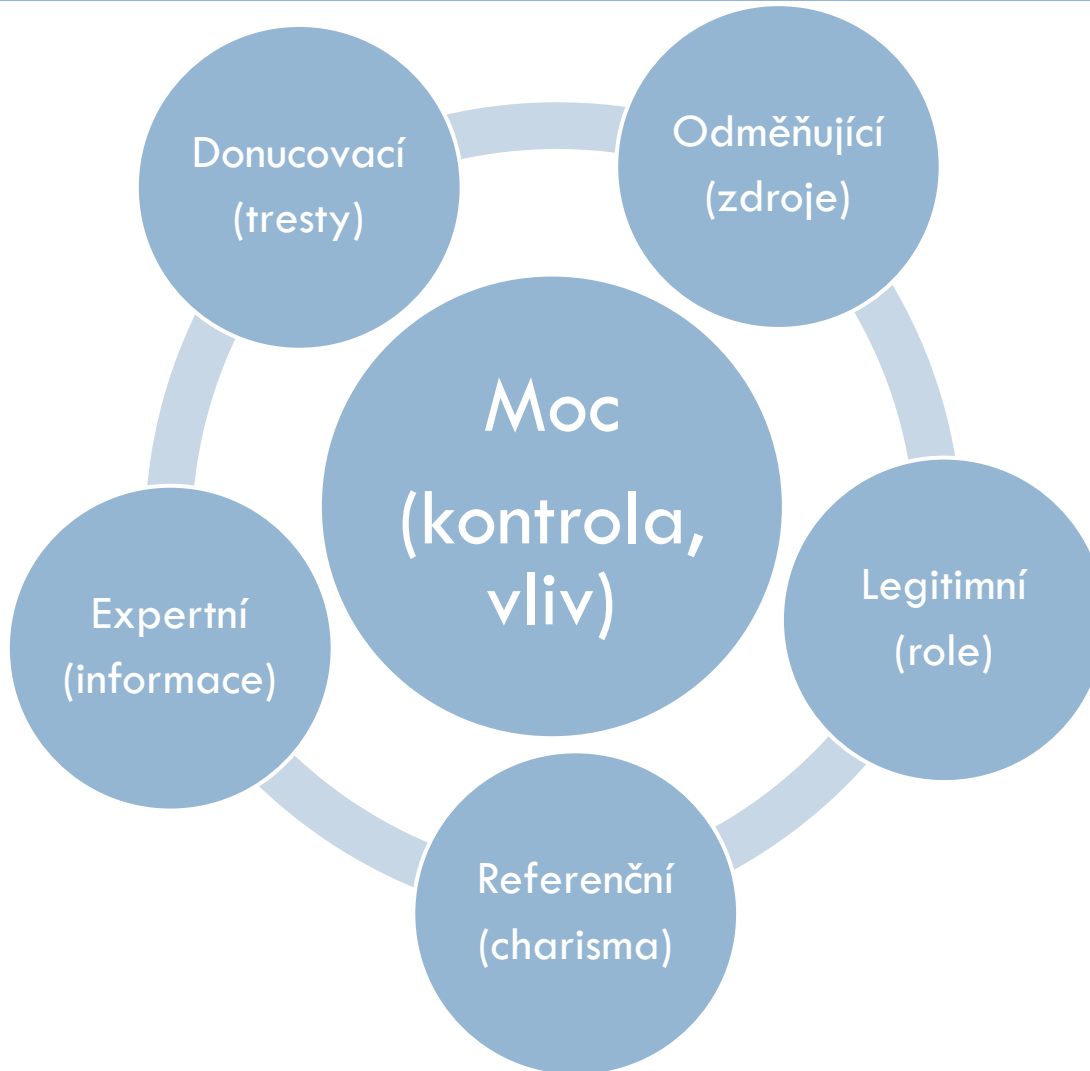 Donucovací
(tresty)
Odměňující
(zdroje)
Moc
(kontrola,
vliv)
Legitimní
(role)
Expertní
(informace)
Referenční
(charisma)